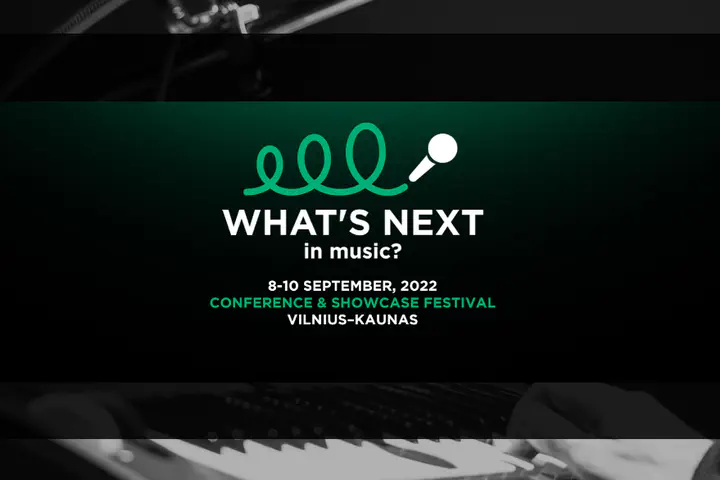 WHAT'S NEXT
in music?
8-10 SEPTEMBER, 2022
CONFERENCE & SHOWCASE FESTIVAL
VILNIUS–KAUNAS